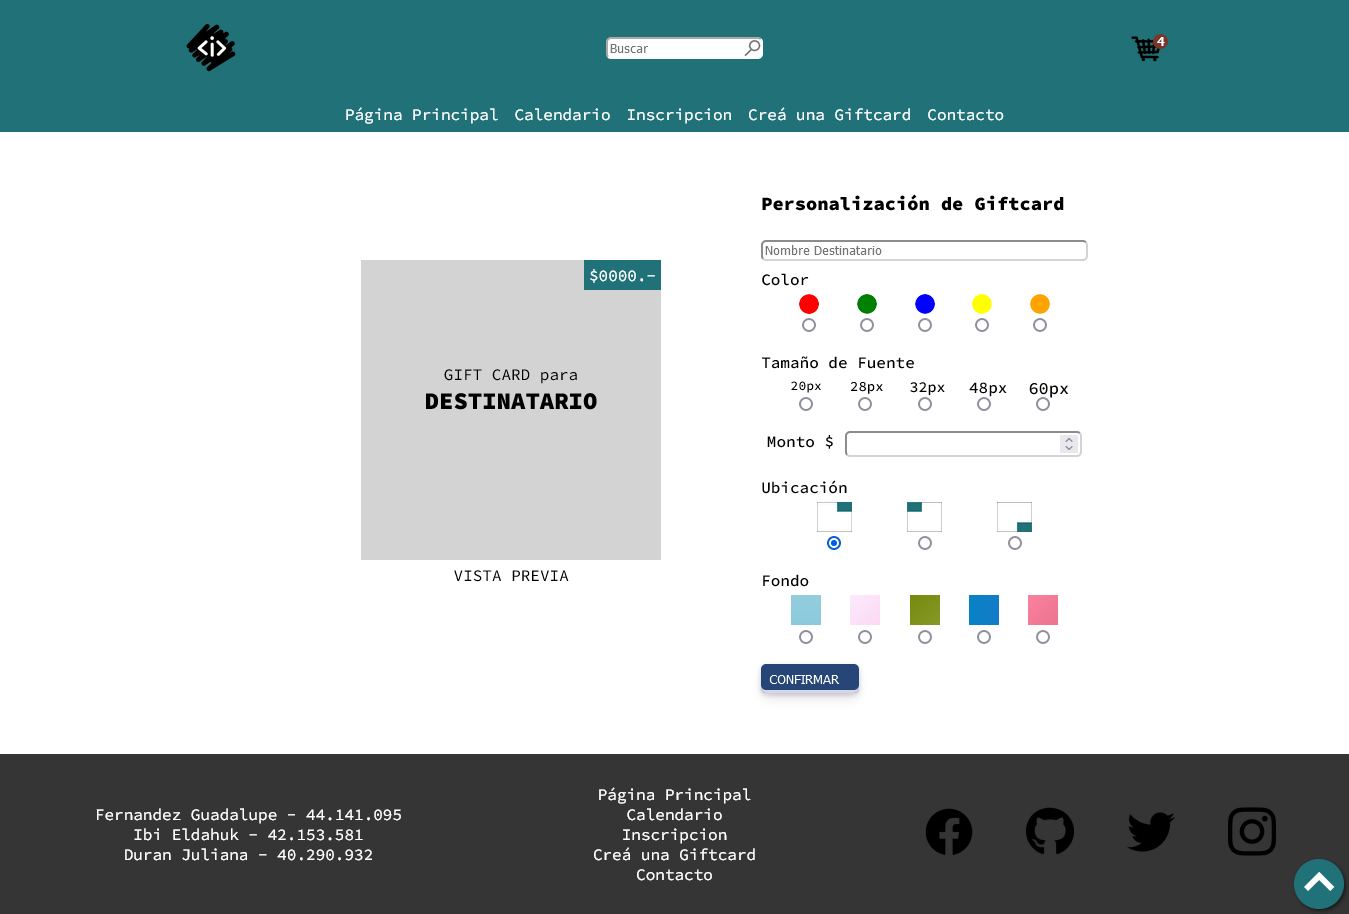 <i>
Buscar
4
Página Principal Calendario Inscripcion Creá una Giftcard Contacto
$0000.-
GIFT CARD para
DESTINATARIO
VISTA PREVIA
Personalización de Giftcard
Nombre Destinatario
Color
Tamaño de Fuente
20px 28px 32px 48px 60px
Monto $
Ubicación
Fondo
CONFIRMAR
Fernandez Guadalupe - 44.141.095
Ibi Eldahuk - 42.153.581
Duran Juliana - 40.290.932
Página Principal
Calendario
Inscripcion
Creá una Giftcard
Contacto